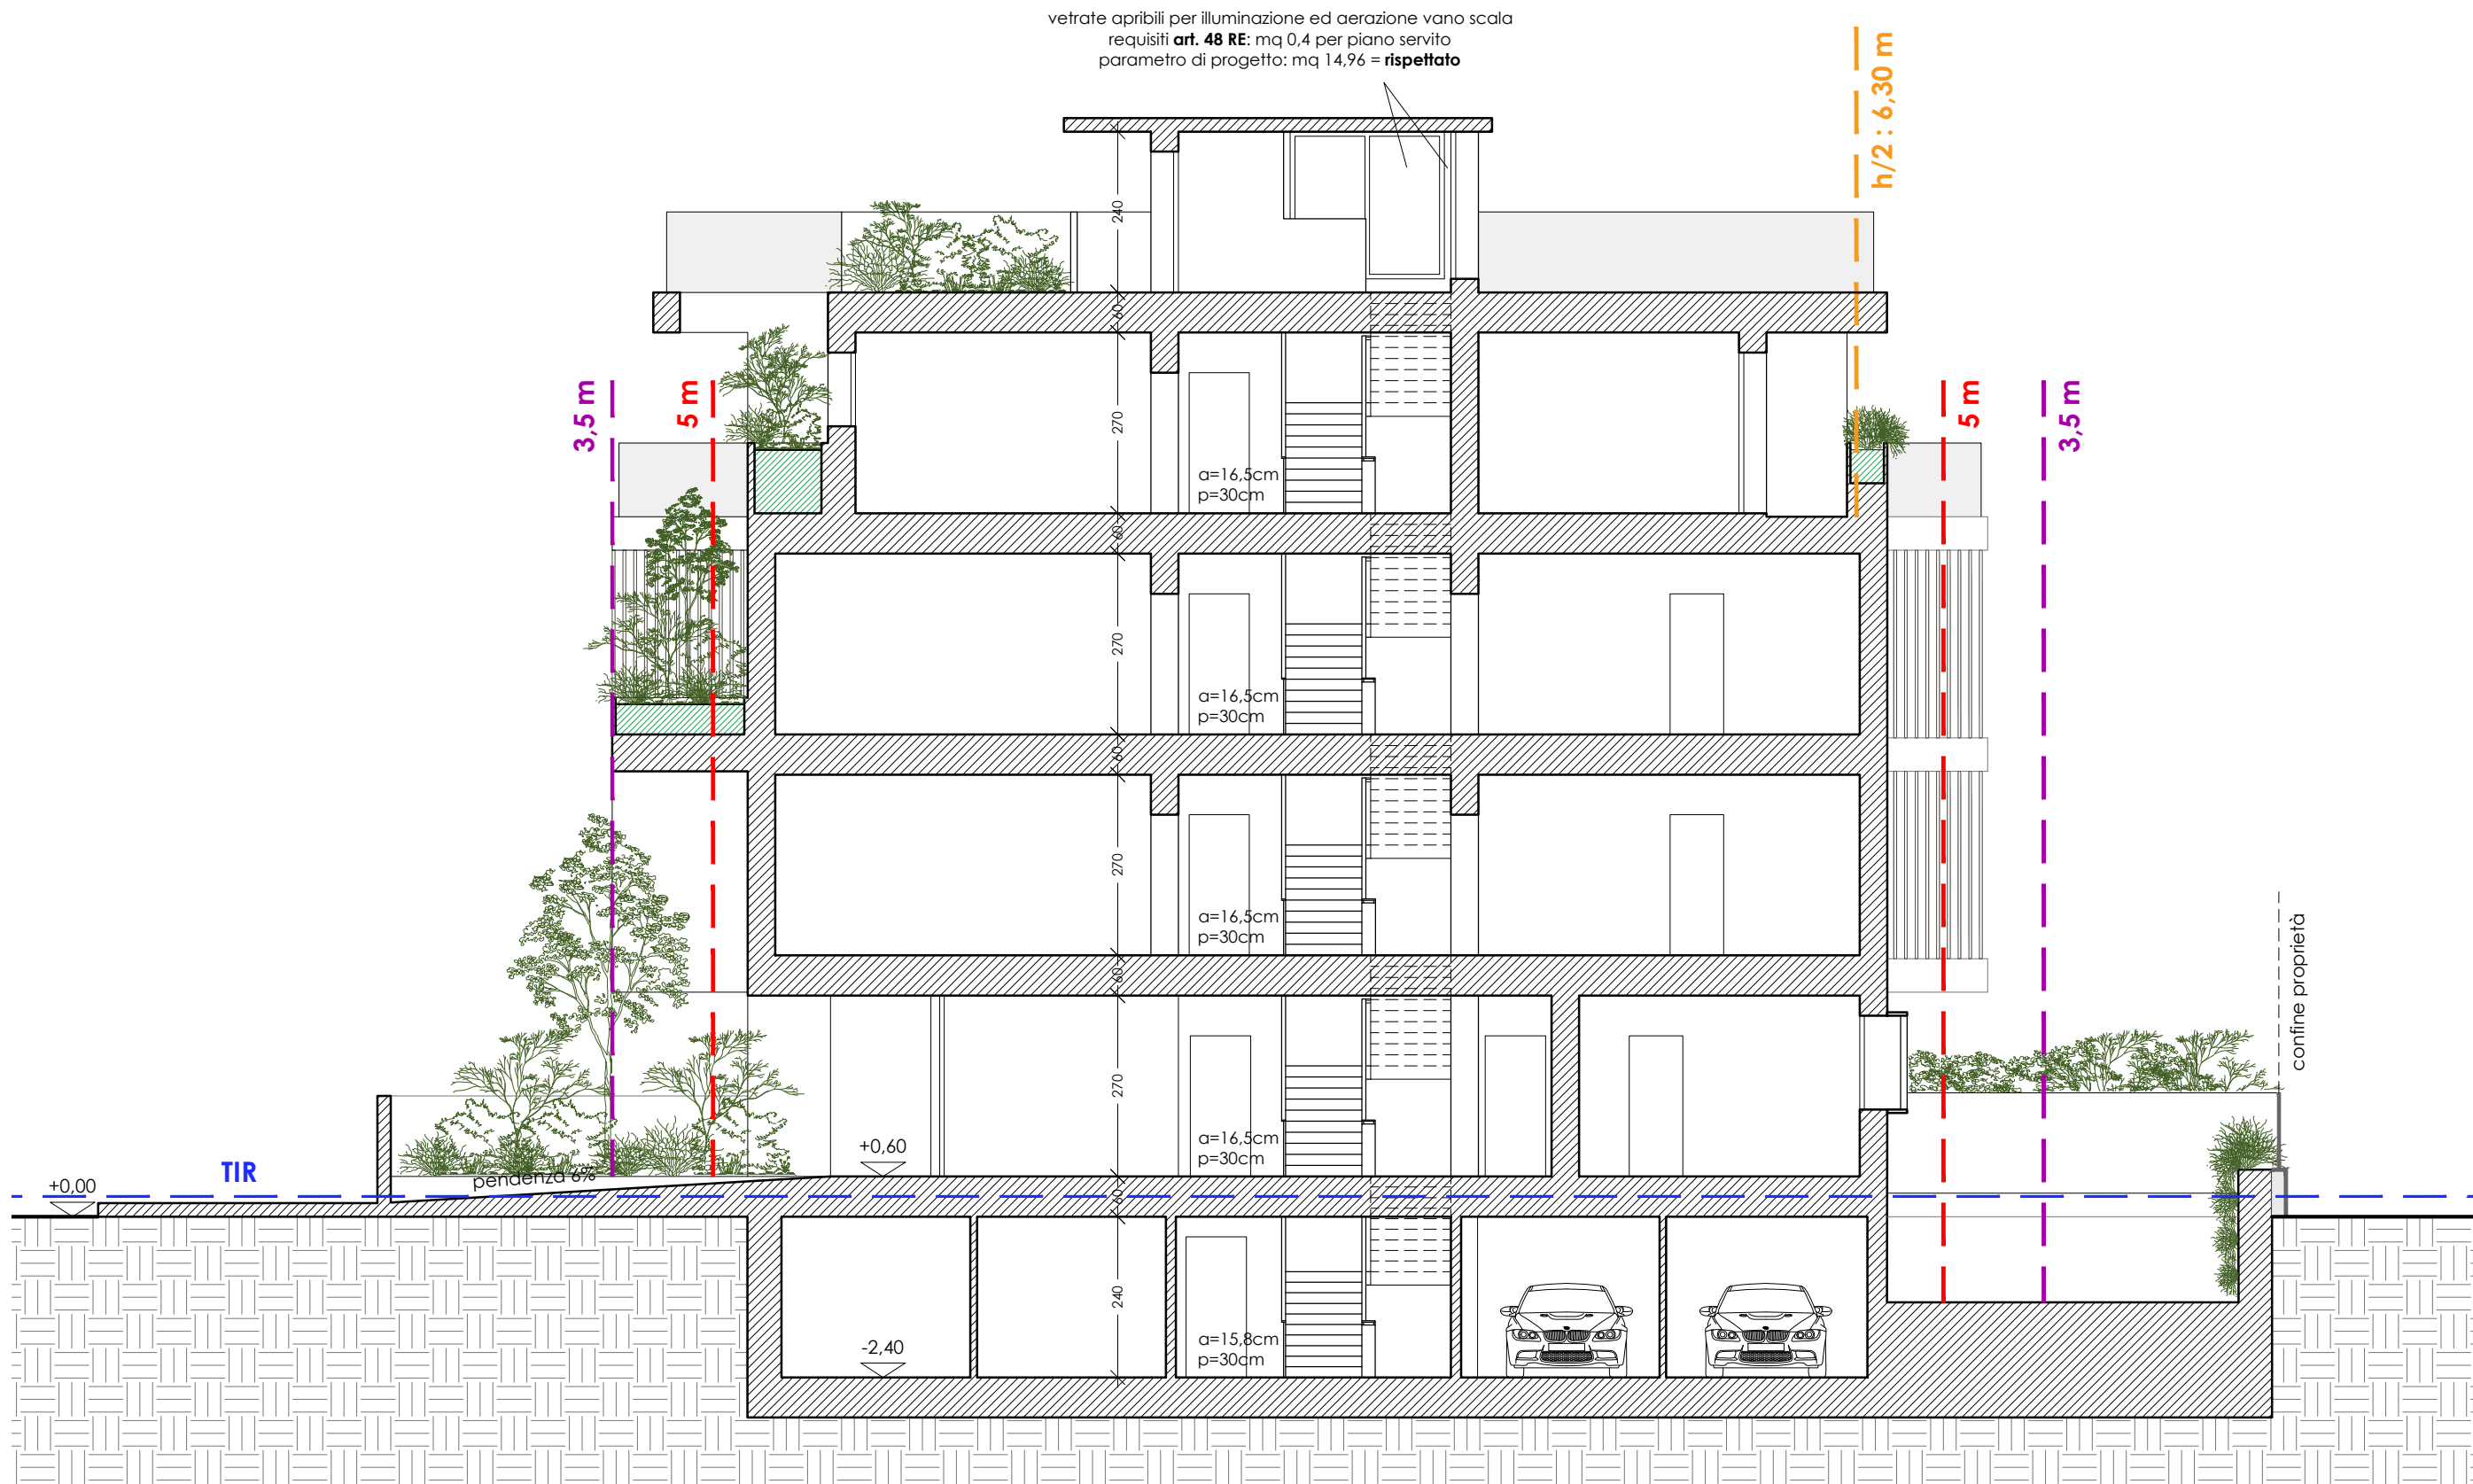 vetrate apribili per illuminazione ed aerazione vano scala
requisiti art. 48 RE: mq 0,4 per piano servito
parametro di progetto: mq 14,96 = rispettato
h/2 : 6,30 m
240
60
3,5 m
5 m
270
a=16,5cm
p=30cm
5 m
3,5 m
60
270
a=16,5cm
p=30cm
60
270
a=16,5cm
p=30cm
60
confine proprietà
270
a=16,5cm
p=30cm
+0,60
TIR
pendenza 6%
+0,00
60
240
a=15,8cm
p=30cm
-2,40